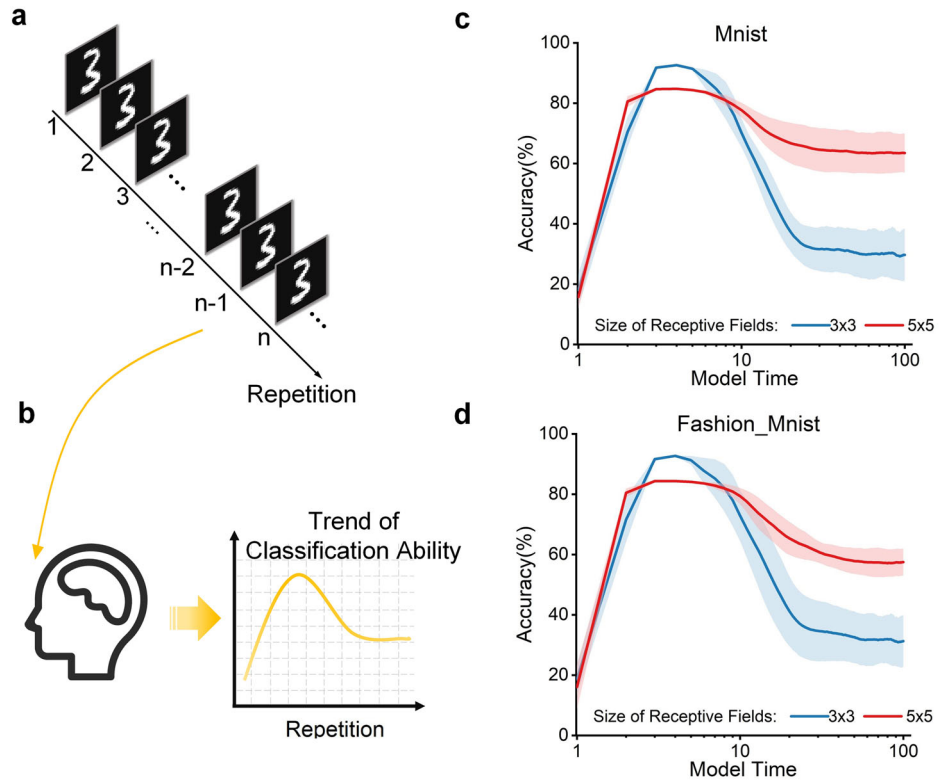 a
1
2
3
...
n-2
n-1
n
...
...
Repetition
b
Trend of
Classification Ability
Repetition
c
Mnist
Accuracy(%)
100
80
60
40
20
0
Size of Receptive Fields: 3x3 5x5
1 10 100
Model Time
d
Fashion_Mnist
Accuracy(%)
100
80
60
40
20
0
Size of Receptive Fields: 3x3 5x5
1 10 100
Model Time